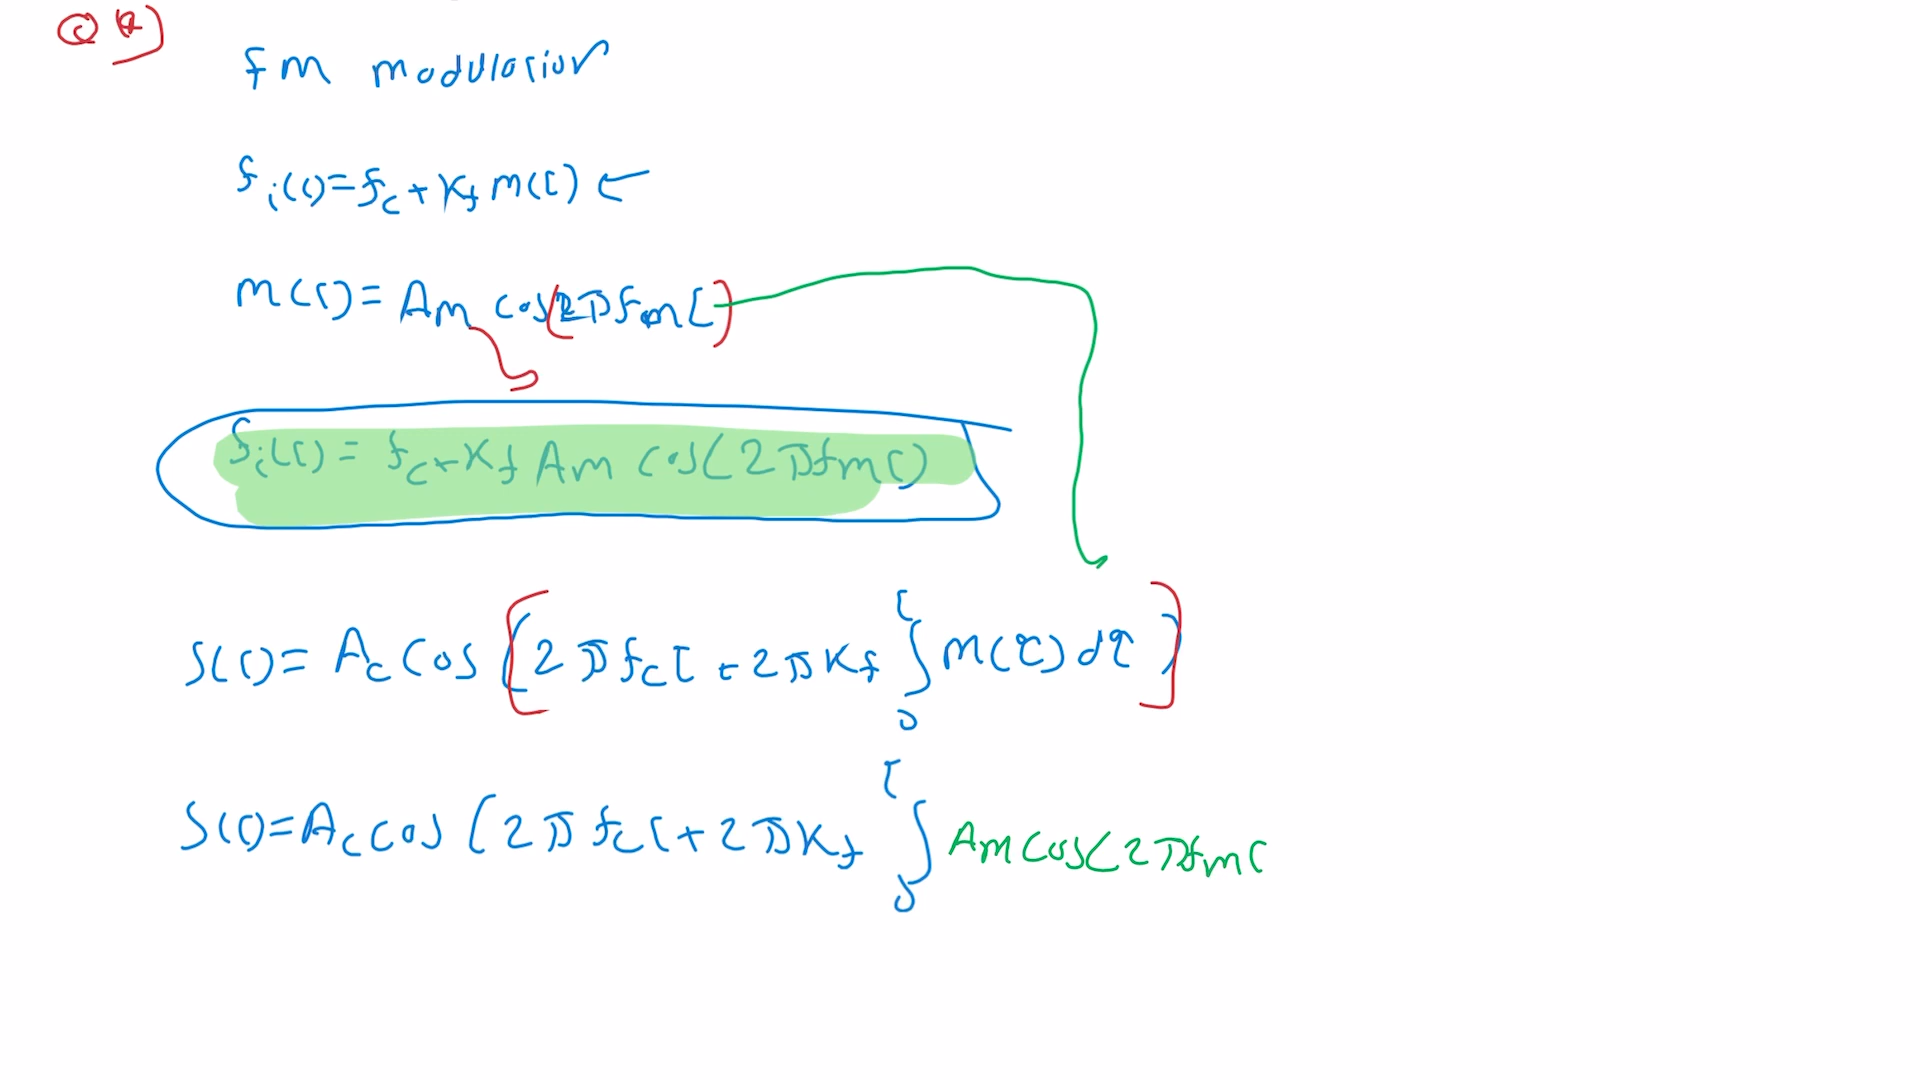 Q4)
fm modulation
fi(t)=fc+Kf m(t) ←
m(t)= Am cos(2πfmt)
fi(t)= fc+Kf Am cos(2πfmt)
S(t)= Ac cos [(2πfct+2πKf ∫₀ᵗ m(τ)dτ)]
S(t)=Ac cos (2πfct+2πKf ∫₀ᵗ Am cos(2πfmt